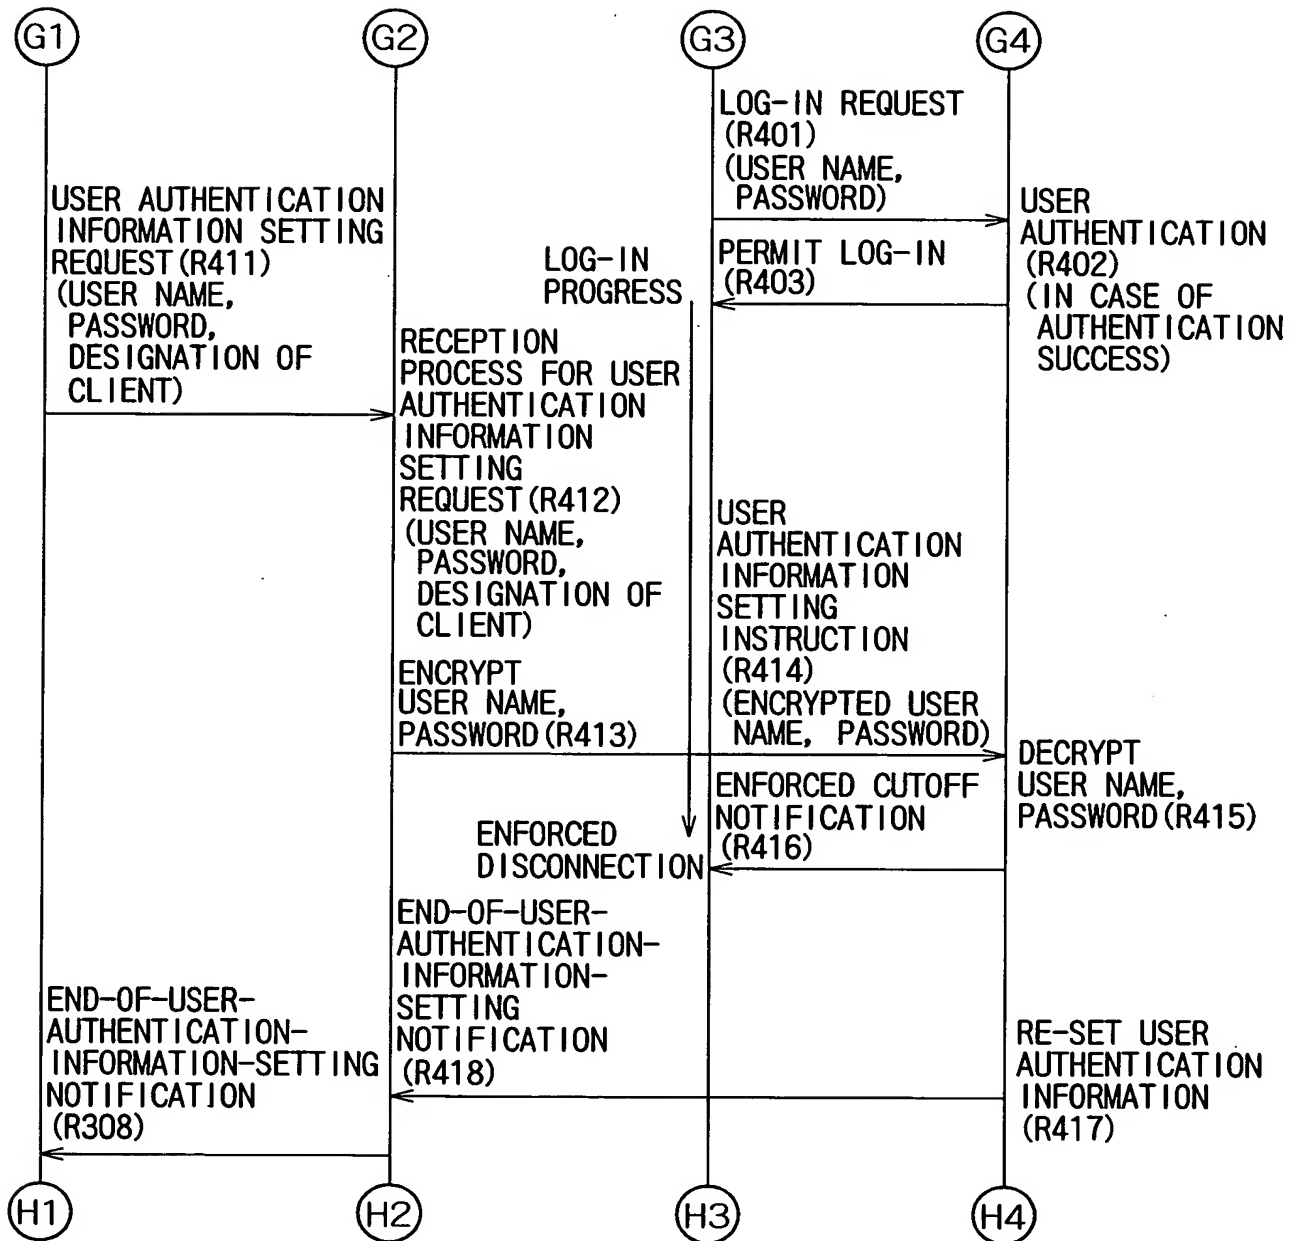 G1
G2
G3
G4
LOG-IN REQUEST
(R401)
(USER NAME,
PASSWORD)
USER AUTHENTICATION
INFORMATION SETTING
REQUEST(R411)
(USER NAME,
PASSWORD,
DESIGNATION OF
CLIENT)
USER
AUTHENTICATION
(R402)
(IN CASE OF
AUTHENTICATION
SUCCESS)
LOG-IN
PROGRESS
PERMIT LOG-IN
(R403)
RECEPTION
PROCESS FOR USER
AUTHENTICATION
INFORMATION
SETTING
REQUEST(R412)
(USER NAME,
PASSWORD,
DESIGNATION OF
CLIENT)
USER
AUTHENTICATION
INFORMATION
SETTING
INSTRUCTION
(R414)
(ENCRYPTED USER
NAME, PASSWORD)
ENCRYPT
USER NAME,
PASSWORD(R413)
DECRYPT
USER NAME,
PASSWORD(R415)
ENFORCED CUTOFF
NOTIFICATION
(R416)
ENFORCED
DISCONNECTION
END-OF-USER-
AUTHENTICATION-
INFORMATION-
SETTING
NOTIFICATION
(R418)
END-OF-USER-
AUTHENTICATION-
INFORMATION-SETTING
NOTIFICATION
(R308)
RE-SET USER
AUTHENTICATION
INFORMATION
(R417)
H1
H2
H3
H4